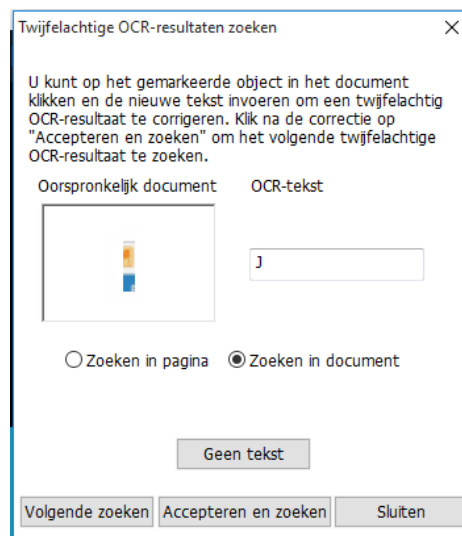 Twijfelachtige OCR-resultaten zoeken
U kunt op het gemarkeerde object in het document
klikken en de nieuwe tekst invoeren om een twijfelachtig
OCR-resultaat te corrigeren. Klik na de correctie op
"Accepteren en zoeken" om het volgende twijfelachtige
OCR-resultaat te zoeken.
Oorspronkelijk document OCR-tekst
J
Zoeken in pagina Zoeken in document
Geen tekst
Volgende zoeken Accepteren en zoeken Sluiten